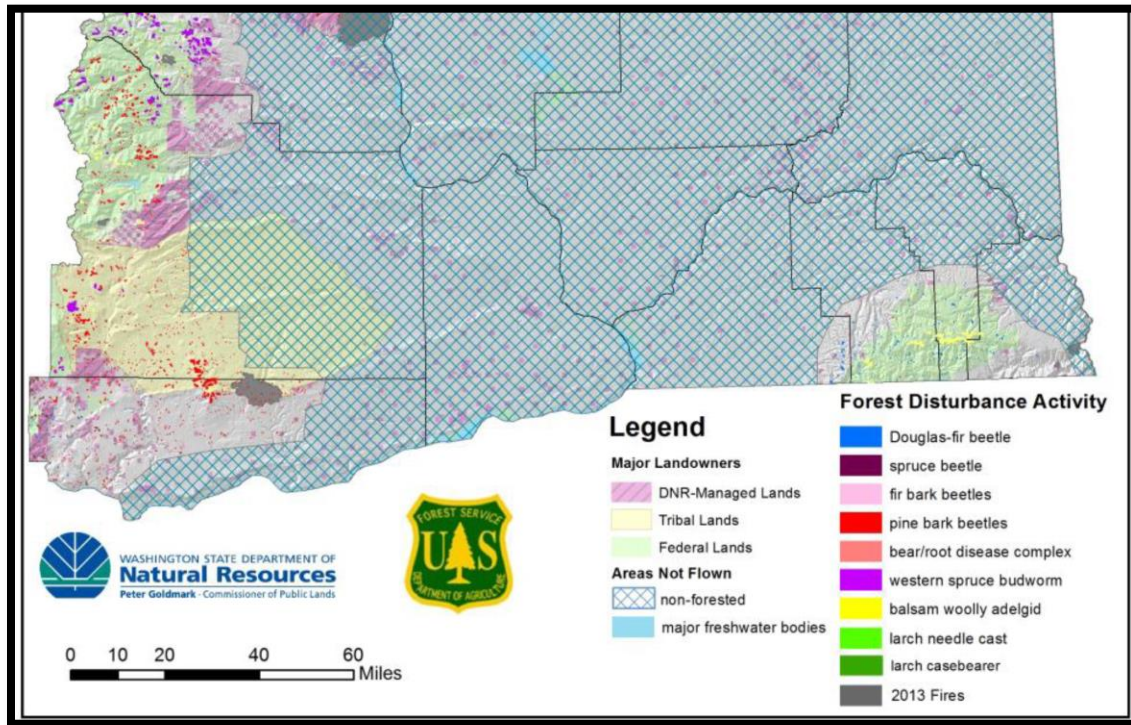 Legend
Major Landowners
DNR-Managed Lands
Tribal Lands
Federal Lands
Areas Not Flown
non-forested
major freshwater bodies
Forest Disturbance Activity
Douglas-fir beetle
spruce beetle
fir bark beetles
pine bark beetles
bear/root disease complex
western spruce budworm
balsam woolly adelgid
larch needle cast
larch casebearer
2013 Fires
WASHINGTON STATE DEPARTMENT OF
Natural Resources
Peter Goldmark - Commissioner of Public Lands
FOREST SERVICE
U S
DEPARTMENT OF AGRICULTURE
0 10 20 40 60
Miles